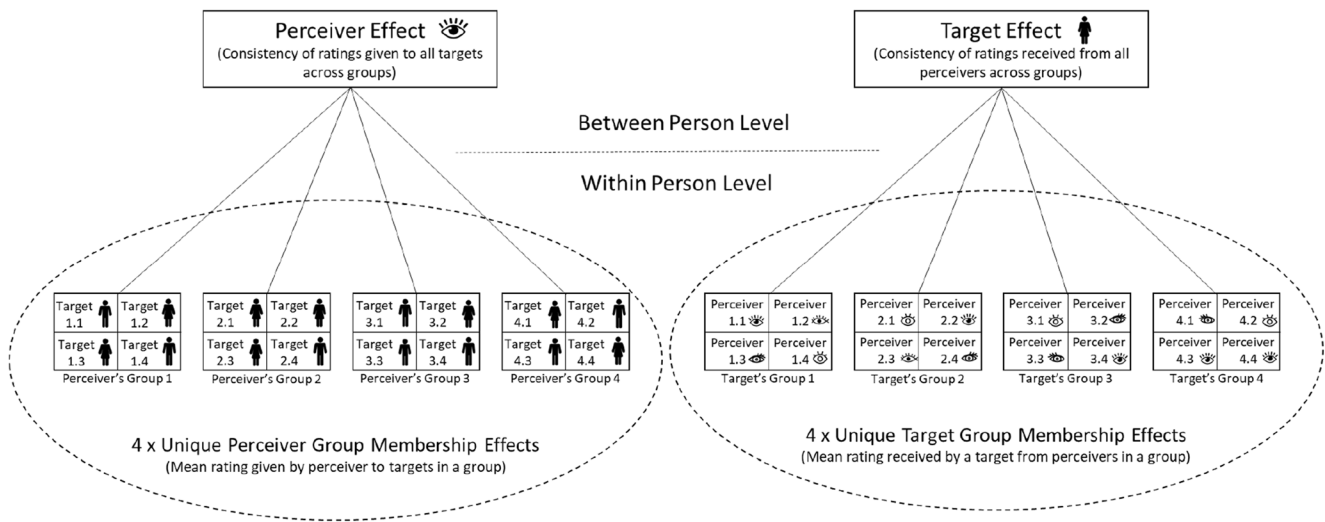 Perceiver Effect
(Consistency of ratings given to all targets
across groups)
Target Effect
(Consistency of ratings received from all
perceivers across groups)
Between Person Level
Within Person Level
Target 1.1
Target 1.2
Target 1.3
Target 1.4
Perceiver's Group 1
Target 2.1
Target 2.2
Target 2.3
Target 2.4
Perceiver's Group 2
Target 3.1
Target 3.2
Target 3.3
Target 3.4
Perceiver's Group 3
Target 4.1
Target 4.2
Target 4.3
Target 4.4
Perceiver's Group 4
4 x Unique Perceiver Group Membership Effects
(Mean rating given by perceiver to targets in a group)
Perceiver 1.1
Perceiver 1.2
Perceiver 1.3
Perceiver 1.4
Target's Group 1
Perceiver 2.1
Perceiver 2.2
Perceiver 2.3
Perceiver 2.4
Target's Group 2
Perceiver 3.1
Perceiver 3.2
Perceiver 3.3
Perceiver 3.4
Target's Group 3
Perceiver 4.1
Perceiver 4.2
Perceiver 4.3
Perceiver 4.4
Target's Group 4
4 x Unique Target Group Membership Effects
(Mean rating received by a target from perceivers in a group)